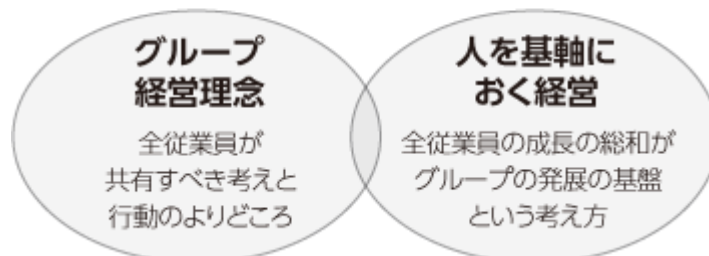 グループ
経営理念
全従業員が
共有すべき考えと
行動のよりどころ
人を基軸に
おく経営
全従業員の成長の総和が
グループの発展の基盤
という考え方